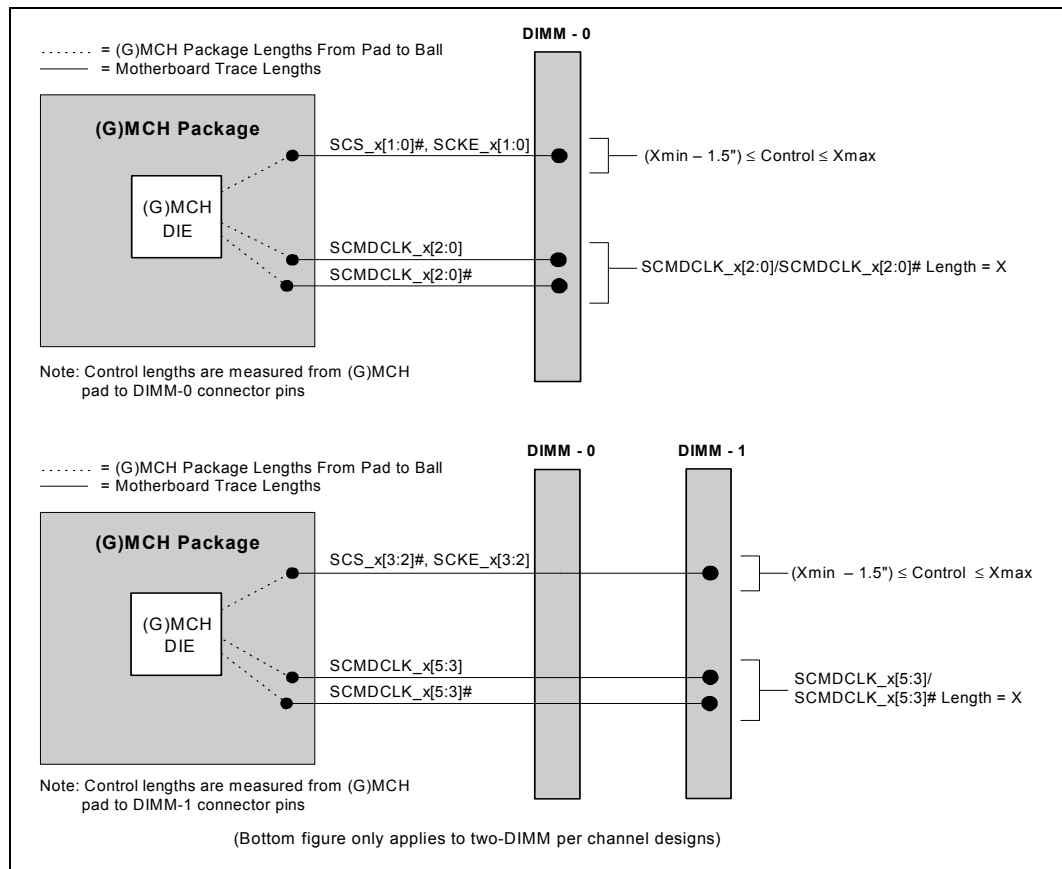 DIMM - 0
. . . . . . . = (G)MCH Package Lengths From Pad to Ball
= Motherboard Trace Lengths
(G)MCH Package
SCS_x[1:0]#, SCKE_x[1:0]
(Xmin – 1.5") ≤ Control ≤ Xmax
(G)MCH
DIE
SCMDCLK_x[2:0]
SCMDCLK_x[2:0]#
SCMDCLK_x[2:0]/SCMDCLK_x[2:0]# Length = X
Note: Control lengths are measured from (G)MCH
pad to DIMM-0 connector pins
DIMM - 0
DIMM - 1
. . . . . . . = (G)MCH Package Lengths From Pad to Ball
= Motherboard Trace Lengths
(G)MCH Package
SCS_x[3:2]#, SCKE_x[3:2]
(Xmin – 1.5") ≤ Control ≤ Xmax
(G)MCH
DIE
SCMDCLK_x[5:3]
SCMDCLK_x[5:3]#
SCMDCLK_x[5:3]/
SCMDCLK_x[5:3]# Length = X
Note: Control lengths are measured from (G)MCH
pad to DIMM-1 connector pins
(Bottom figure only applies to two-DIMM per channel designs)